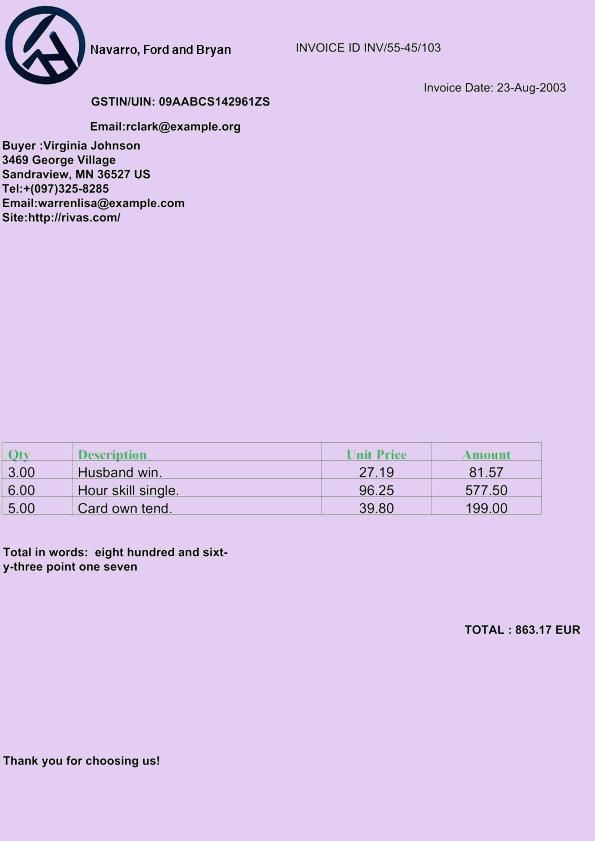 Navarro, Ford and Bryan
INVOICE ID INV/55-45/103
Invoice Date: 23-Aug-2003
GSTIN/UIN: 09AABCS142961ZS
Email:rclark@example.org
Buyer :Virginia Johnson
3469 George Village
Sandraview, MN 36527 US
Tel:+(097)325-8285
Email:warrenlisa@example.com
Site:http://rivas.com/
Qty Description Unit Price Amount
3.00 Husband win. 27.19 81.57
6.00 Hour skill single. 96.25 577.50
5.00 Card own tend. 39.80 199.00
Total in words:  eight hundred and sixt-
y-three point one seven
TOTAL : 863.17 EUR
Thank you for choosing us!